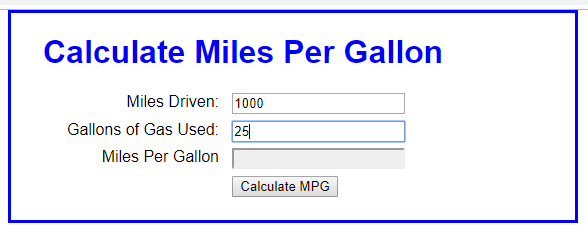 Calculate Miles Per Gallon
Miles Driven: 1000
Gallons of Gas Used: 25
Miles Per Gallon
Calculate MPG